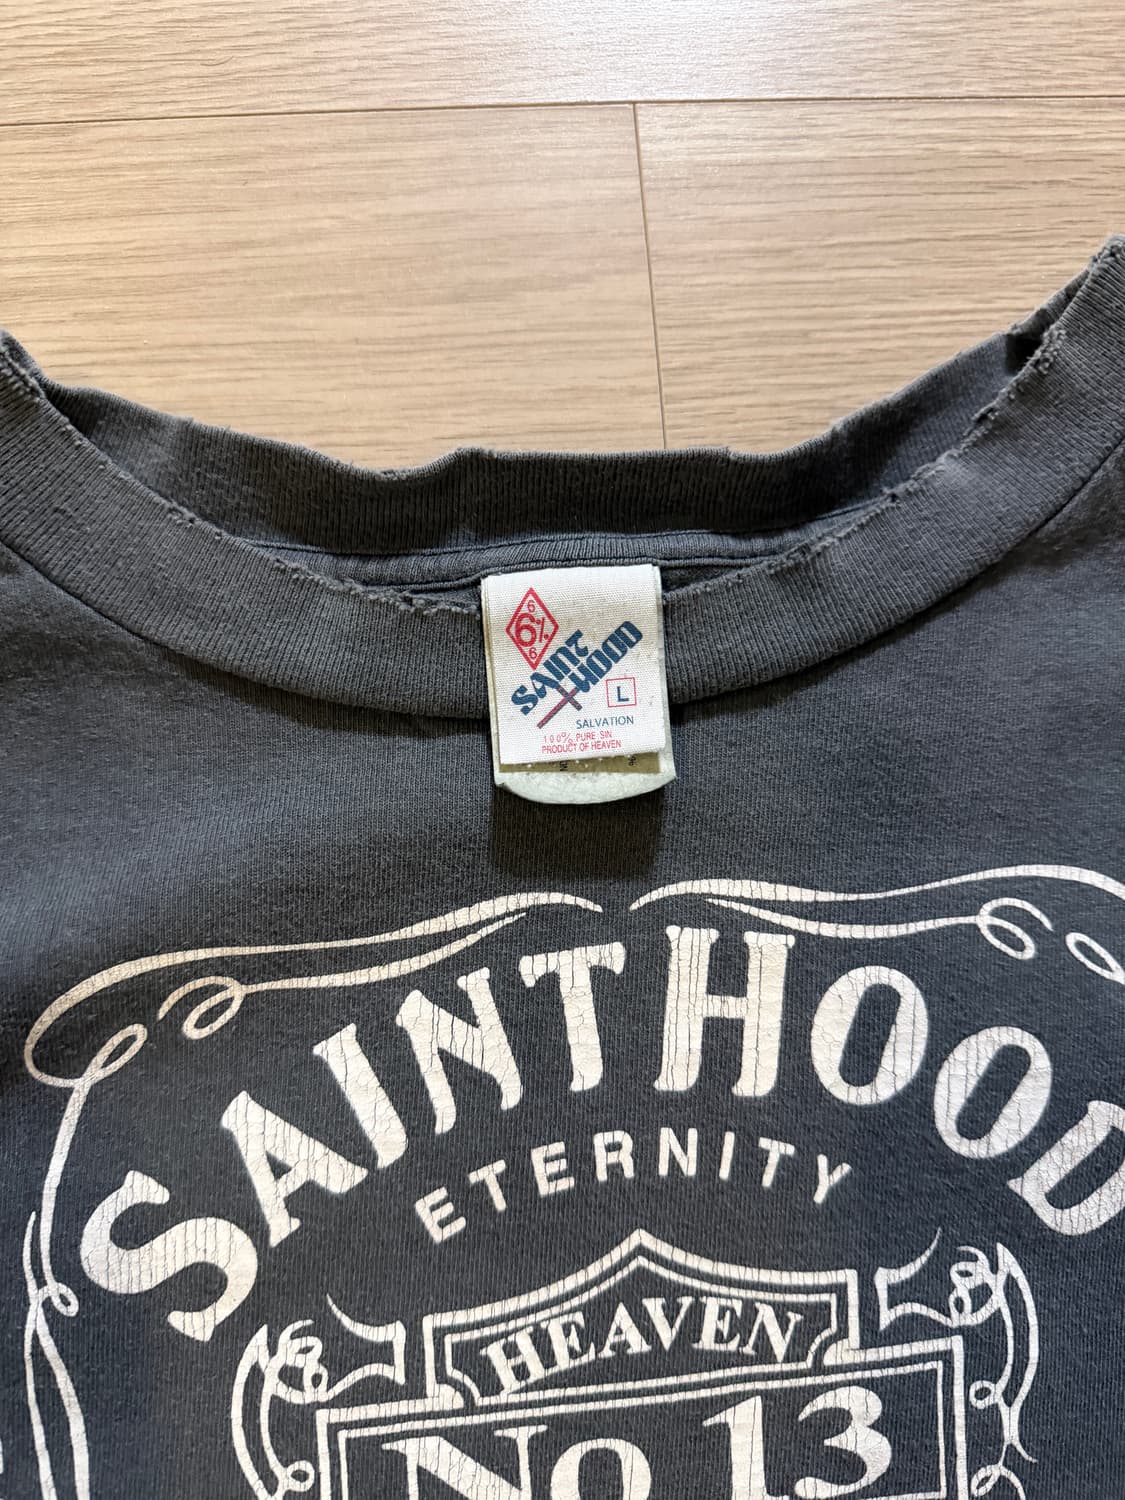 6
6%
6
SAINT
HOOD
L
SALVATION
100% PURE SIN
PRODUCT OF HEAVEN
SAINTHOOD
ETERNITY
HEAVEN
No 13